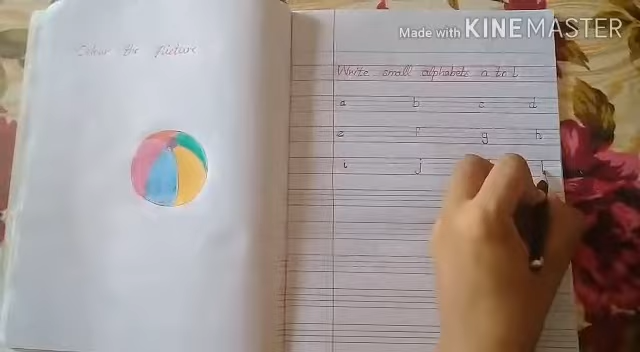 Made with KINEMASTER
Colour the picture
Write small alphabets a to l
a b c d
e f g h
i j l